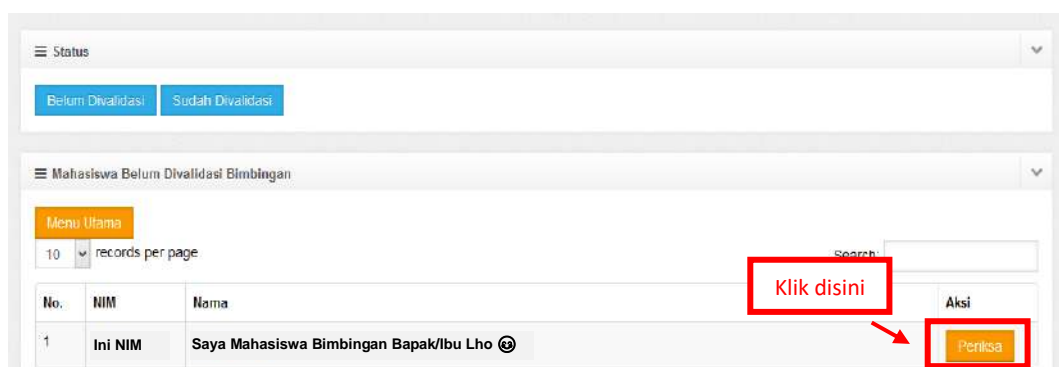 Status
Belum Divalidasi Sudah Divalidasi
Mahasiswa Belum Divalidasi Bimbingan
Menu Utama
10 records per page Search:
Klik disini
No. NIM Nama Aksi
1 Ini NIM Saya Mahasiswa Bimbingan Bapak/Ibu Lho 😀 Periksa